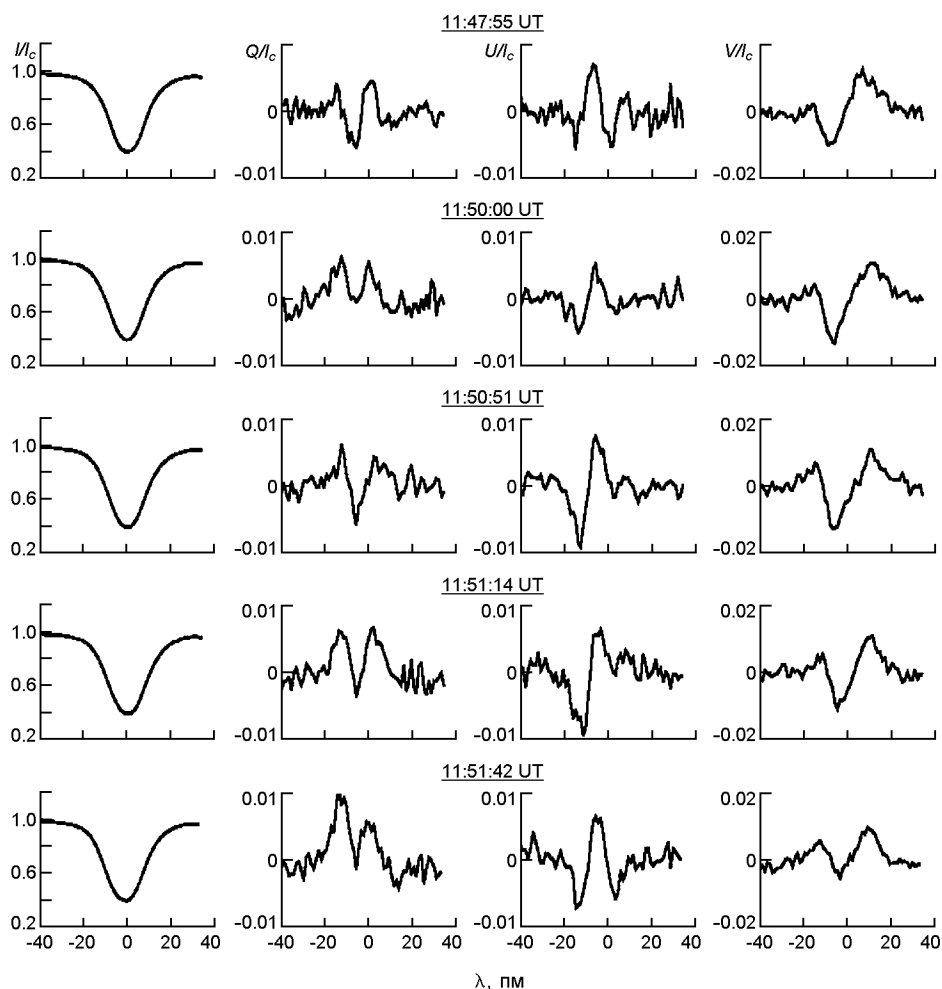 11:47:55 UT
I/Ic Q/Ic U/Ic V/Ic
1.0
0.6 0 0 0
0.2 –0.01 –0.01 –0.02
11:50:00 UT
0.01 0.01 0.02
1.0
0.6 0 0 0
0.2 –0.01 –0.01 –0.02
11:50:51 UT
0.01 0.01 0.02
1.0
0.6 0 0 0
0.2 –0.01 –0.01 –0.02
11:51:14 UT
0.01 0.01 0.02
1.0
0.6 0 0 0
0.2 –0.01 –0.01 –0.02
11:51:42 UT
0.01 0.01 0.02
1.0
0.6 0 0 0
0.2 –0.01 –0.01 –0.02
-40 -20 0 20 40 -40 -20 0 20 40 -40 -20 0 20 40 -40 -20 0 20 40
λ, пм